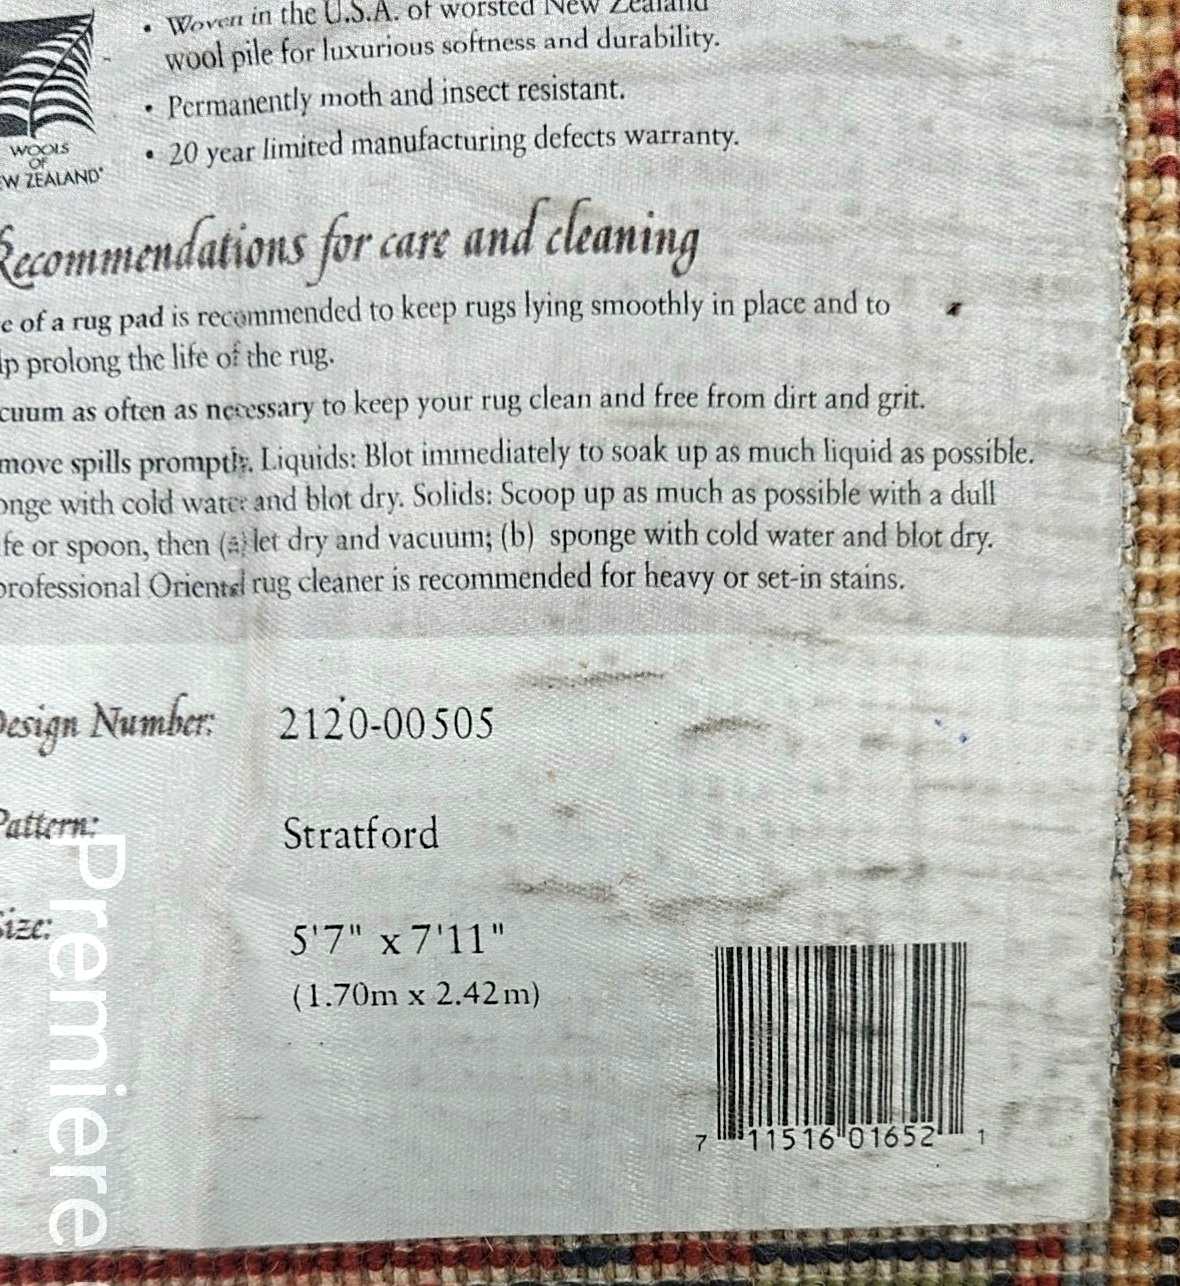 • Woven in the U.S.A. of worsted New Zealand
wool pile for luxurious softness and durability.
• Permanently moth and insect resistant.
• 20 year limited manufacturing defects warranty.
WOOLS
OF
EW ZEALAND
Recommendations for care and cleaning
e of a rug pad is recommended to keep rugs lying smoothly in place and to
lp prolong the life of the rug.
cuum as often as necessary to keep your rug clean and free from dirt and grit.
move spills promptly. Liquids: Blot immediately to soak up as much liquid as possible.
onge with cold water and blot dry. Solids: Scoop up as much as possible with a dull
fe or spoon, then (a) let dry and vacuum; (b) sponge with cold water and blot dry.
professional Oriental rug cleaner is recommended for heavy or set-in stains.
Design Number: 2120-00505
Pattern: Stratford
Size: 5'7" x 7'11"
(1.70m x 2.42m)
7 11516 01652 1
Premiere